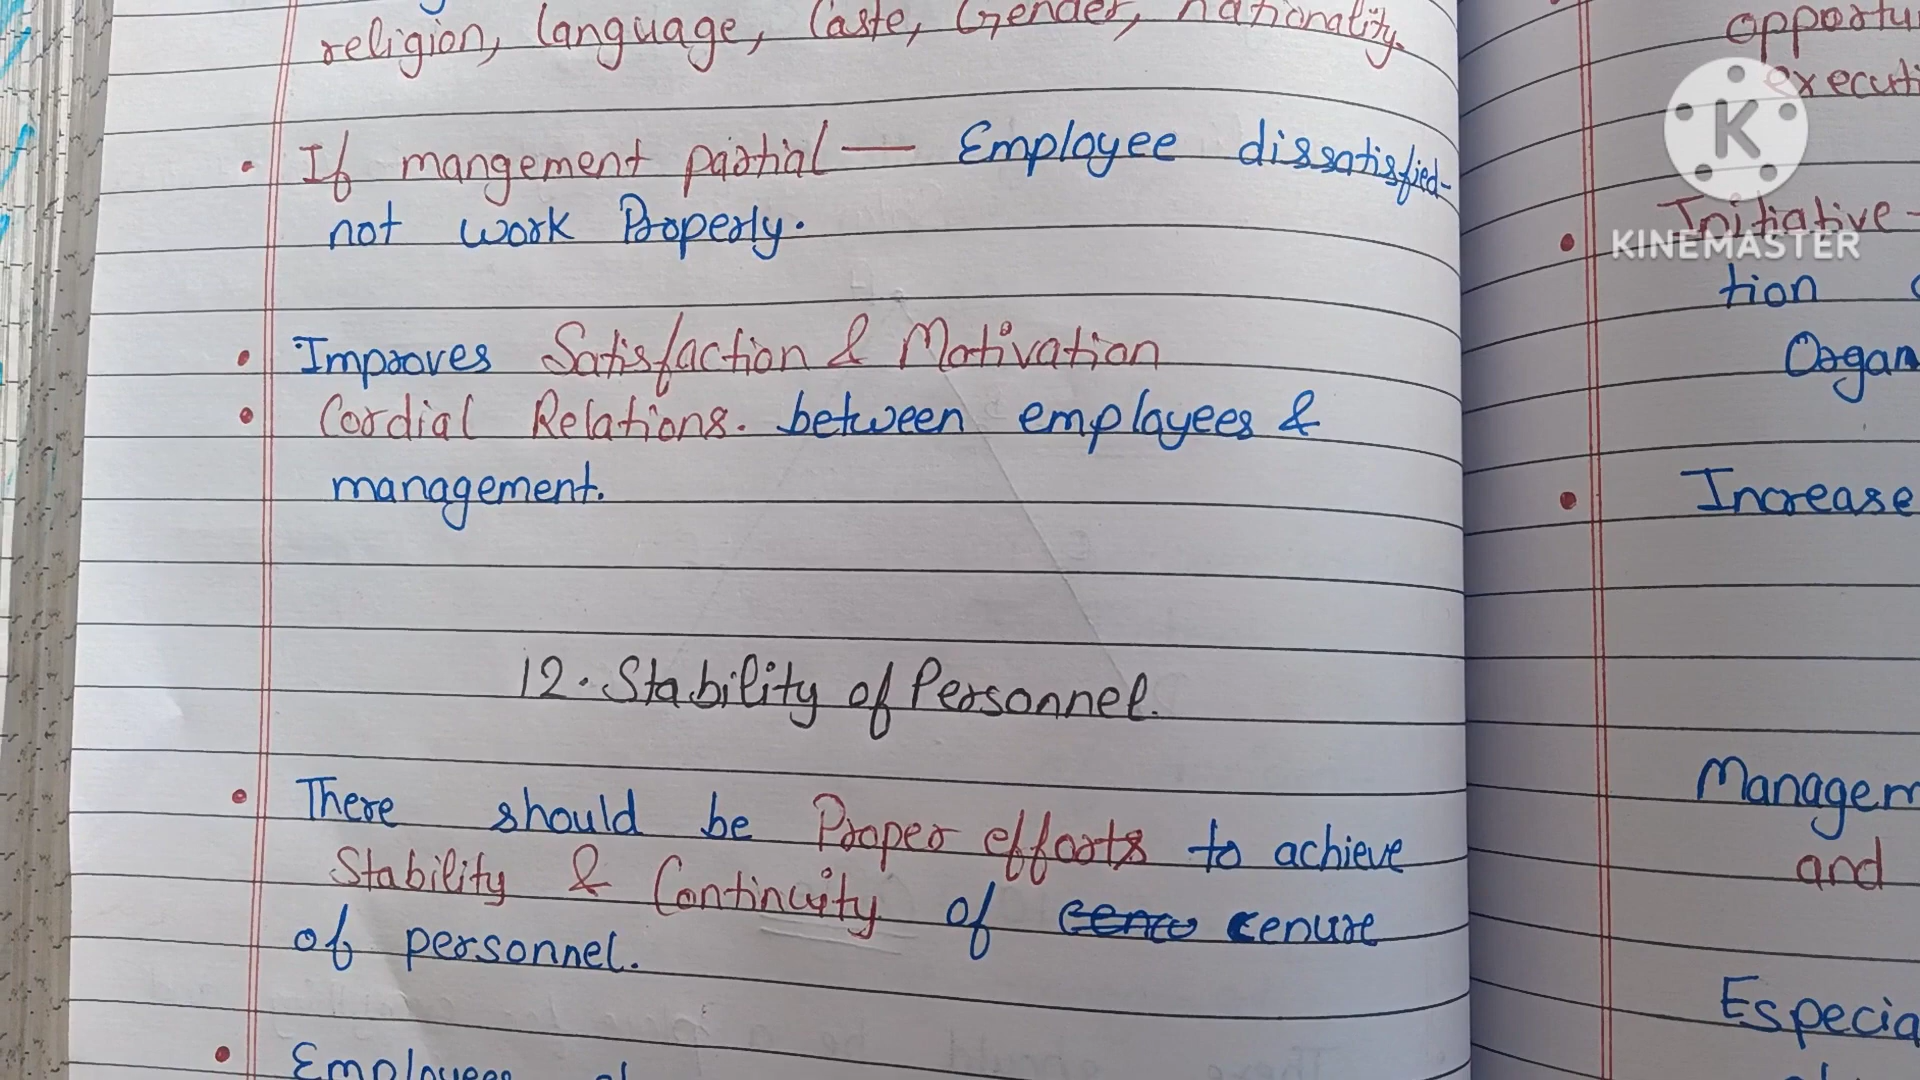 religion, language, Caste, Gender, nationality.
• If mangement partial — Employee dissatisfied-
not work Properly.
• Improves Satisfaction & Motivation
• Cordial Relations. between employees &
management.
12. Stability of Personnel.
• There should be Proper efforts to achieve
Stability & Continuity of cenure
of personnel.
• Employees
opportu
executi
• Initiative-
tion
Organ
• Increase
Managem
and
Especia
KINEMASTER